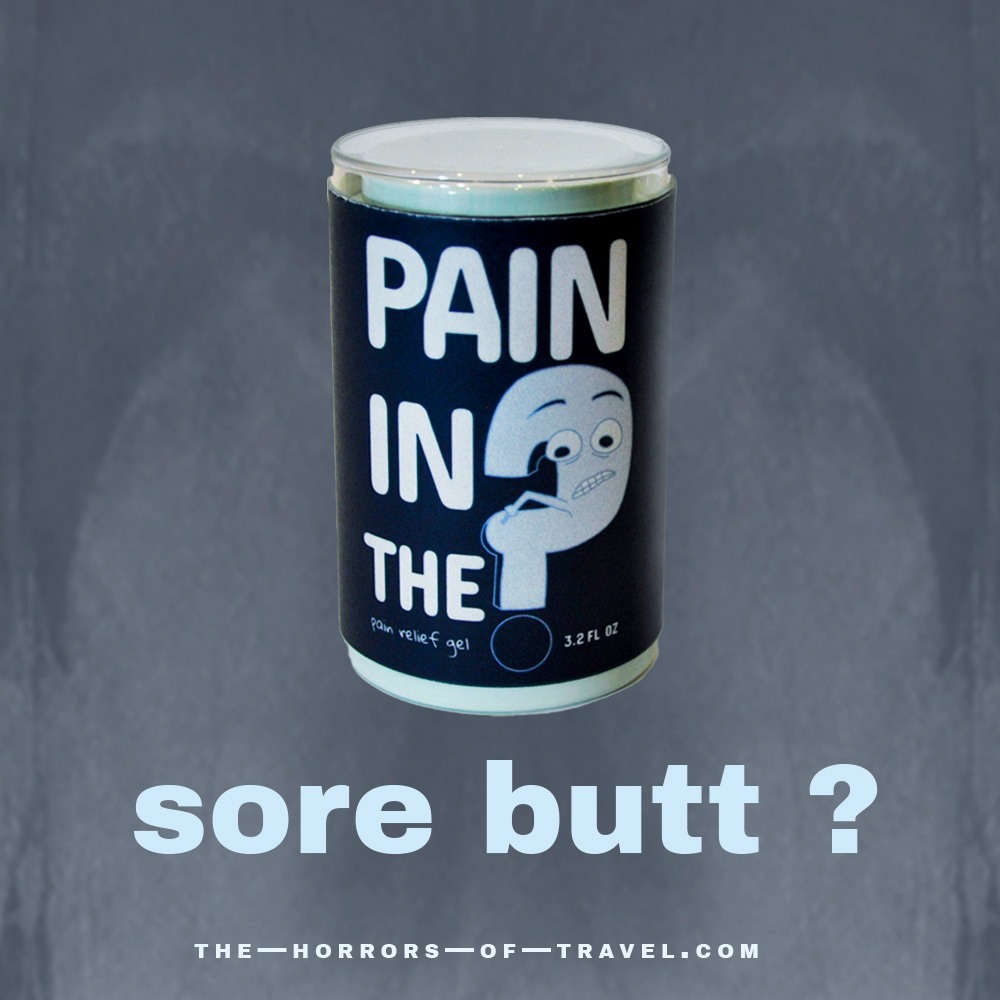 PAIN
IN
THE ?
pain relief gel
3.2 FL OZ
sore butt ?
THE—HORRORS—OF—TRAVEL.COM